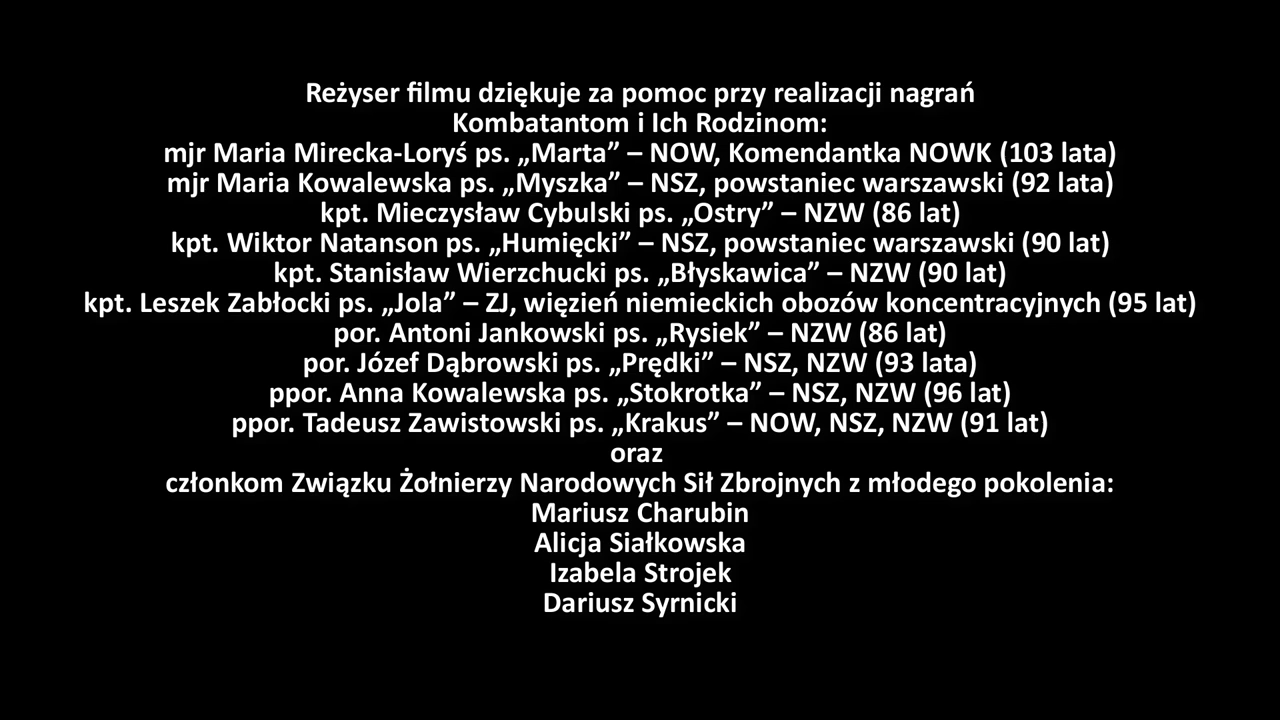 Reżyser filmu dziękuje za pomoc przy realizacji nagrań
Kombatantom i Ich Rodzinom:
mjr Maria Mirecka-Loryś ps. „Marta” – NOW, Komendantka NOWK (103 lata)
mjr Maria Kowalewska ps. „Myszka” – NSZ, powstaniec warszawski (92 lata)
kpt. Mieczysław Cybulski ps. „Ostry” – NZW (86 lat)
kpt. Wiktor Natanson ps. „Humięcki” – NSZ, powstaniec warszawski (90 lat)
kpt. Stanisław Wierzchucki ps. „Błyskawica” – NZW (90 lat)
kpt. Leszek Zabłocki ps. „Jola” – ZJ, więzień niemieckich obozów koncentracyjnych (95 lat)
por. Antoni Jankowski ps. „Rysiek” – NZW (86 lat)
por. Józef Dąbrowski ps. „Prędki” – NSZ, NZW (93 lata)
ppor. Anna Kowalewska ps. „Stokrotka” – NSZ, NZW (96 lat)
ppor. Tadeusz Zawistowski ps. „Krakus” – NOW, NSZ, NZW (91 lat)
oraz
członkom Związku Żołnierzy Narodowych Sił Zbrojnych z młodego pokolenia:
Mariusz Charubin
Alicja Siałkowska
Izabela Strojek
Dariusz Syrnicki